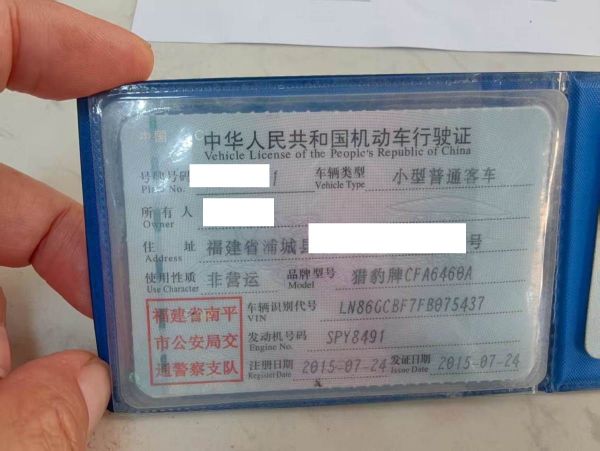 中国
中华人民共和国机动车行驶证
Vehicle License of the People's Republic of China
号牌号码 车辆类型 小型普通客车
Plate No. Vehicle Type
所有人
Owner
住址 福建省浦城县 号
Address
使用性质 非营运 品牌型号 猎豹牌CFA6460A
Use Character Model
福建省南平
市公安局交
通警察支队
车辆识别代号 LN86GCBF7FB075437
VIN
发动机号码 SPY8491
Engine No.
注册日期 2015-07-24 发证日期 2015-07-24
Register Date Issue Date